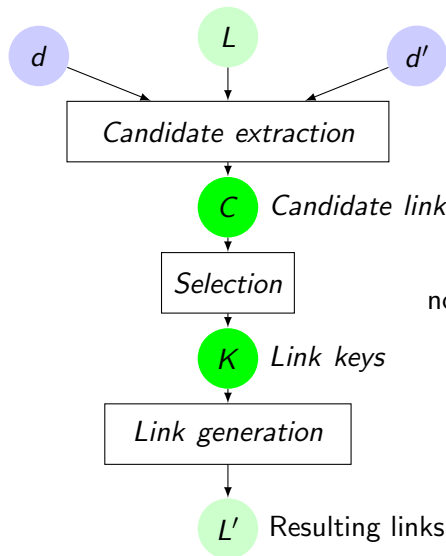 L
d
d′
Candidate extraction
C Candidate link
Selection
K Link keys
Link generation
L′ Resulting links